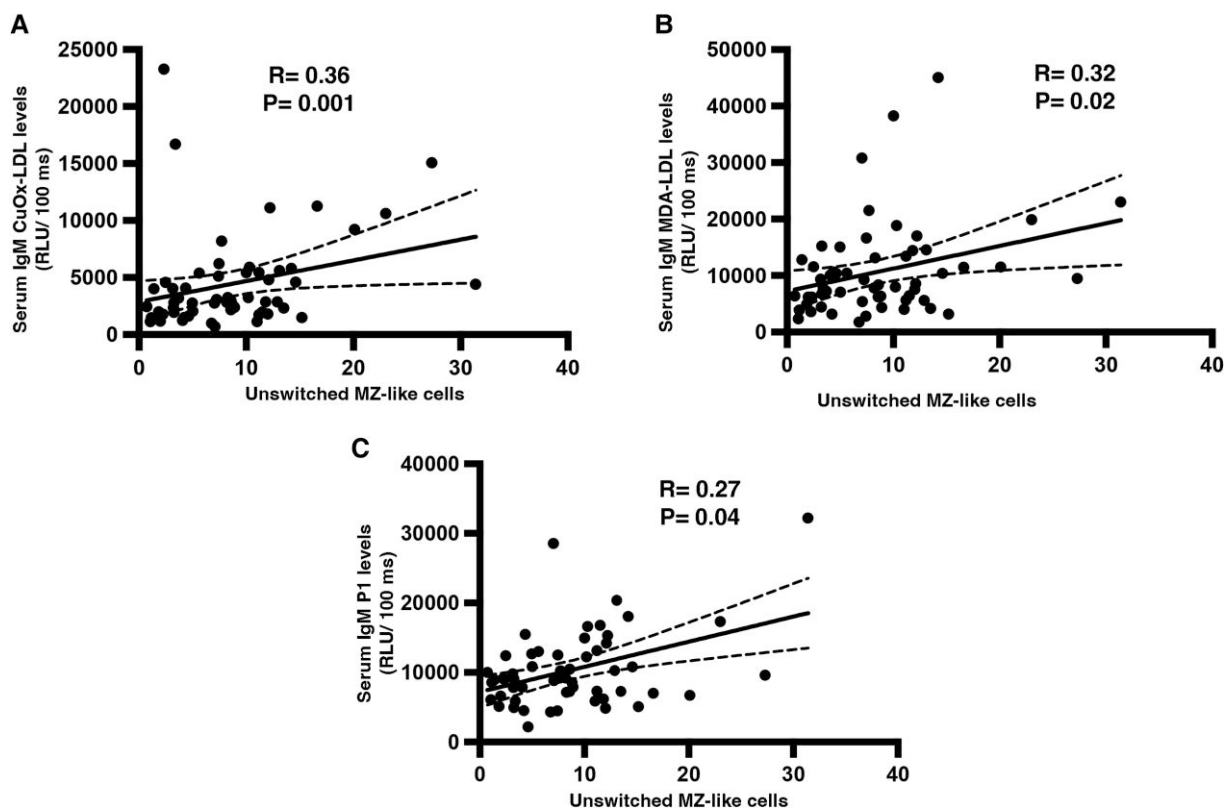 A
25000
20000
15000
10000
5000
0
Serum IgM CuOx-LDL levels
(RLU/ 100 ms)
R= 0.36
P= 0.001
0 10 20 30 40
Unswitched MZ-like cells
B
50000
40000
30000
20000
10000
0
Serum IgM MDA-LDL levels
(RLU/ 100 ms)
R= 0.32
P= 0.02
0 10 20 30 40
Unswitched MZ-like cells
C
40000
30000
20000
10000
0
Serum IgM P1 levels
(RLU/ 100 ms)
R= 0.27
P= 0.04
0 10 20 30 40
Unswitched MZ-like cells